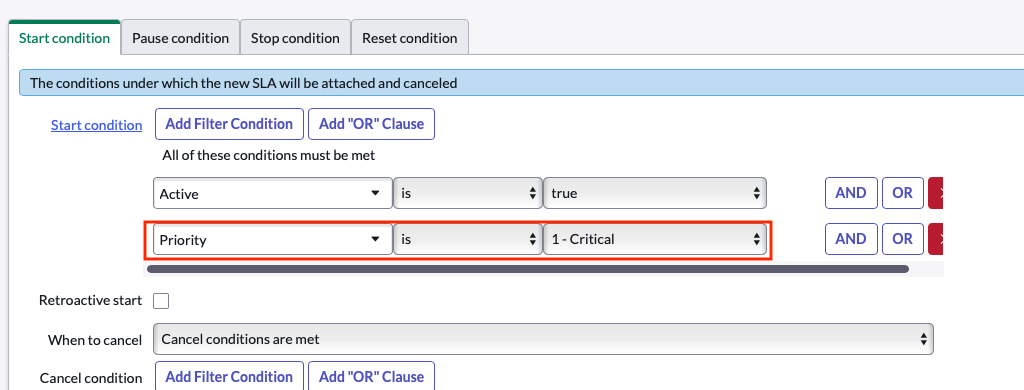 Start condition Pause condition Stop condition Reset condition
The conditions under which the new SLA will be attached and canceled
Start condition Add Filter Condition Add "OR" Clause
All of these conditions must be met
Active is true AND OR
Priority is 1 - Critical AND OR
Retroactive start
When to cancel Cancel conditions are met
Cancel condition Add Filter Condition Add "OR" Clause